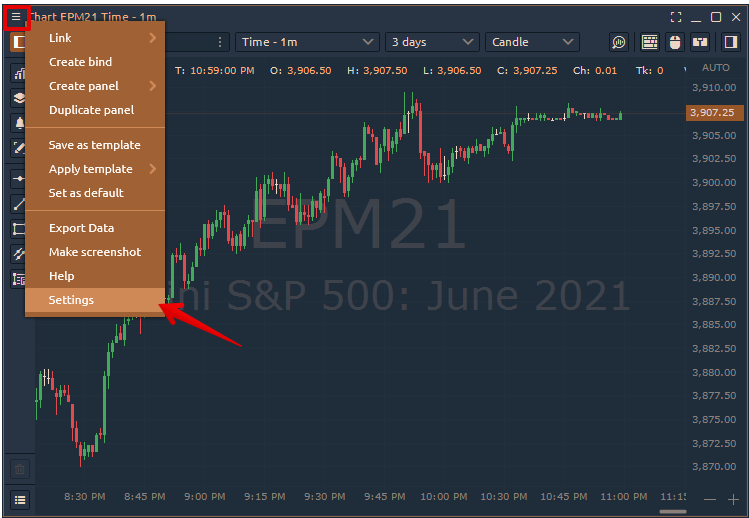 Chart EPM21 Time - 1m
Link
Create bind
Create panel
Duplicate panel
Save as template
Apply template
Set as default
Export Data
Make screenshot
Help
Settings
Time - 1m
3 days
Candle
T: 10:59:00 PM O: 3,906.50 H: 3,907.50 L: 3,906.50 C: 3,907.25 Ch: 0.01 Tk: 0
AUTO
3,910.00
3,907.25
3,905.00
3,902.50
3,900.00
3,897.50
3,895.00
3,892.50
3,890.00
3,887.50
3,885.00
3,882.50
3,880.00
3,877.50
3,875.00
3,872.50
3,870.00
EPM21
ni S&P 500: June 2021
8:30 PM 8:45 PM 9:00 PM 9:15 PM 9:30 PM 9:45 PM 10:00 PM 10:15 PM 10:30 PM 10:45 PM 11:00 PM 11:15